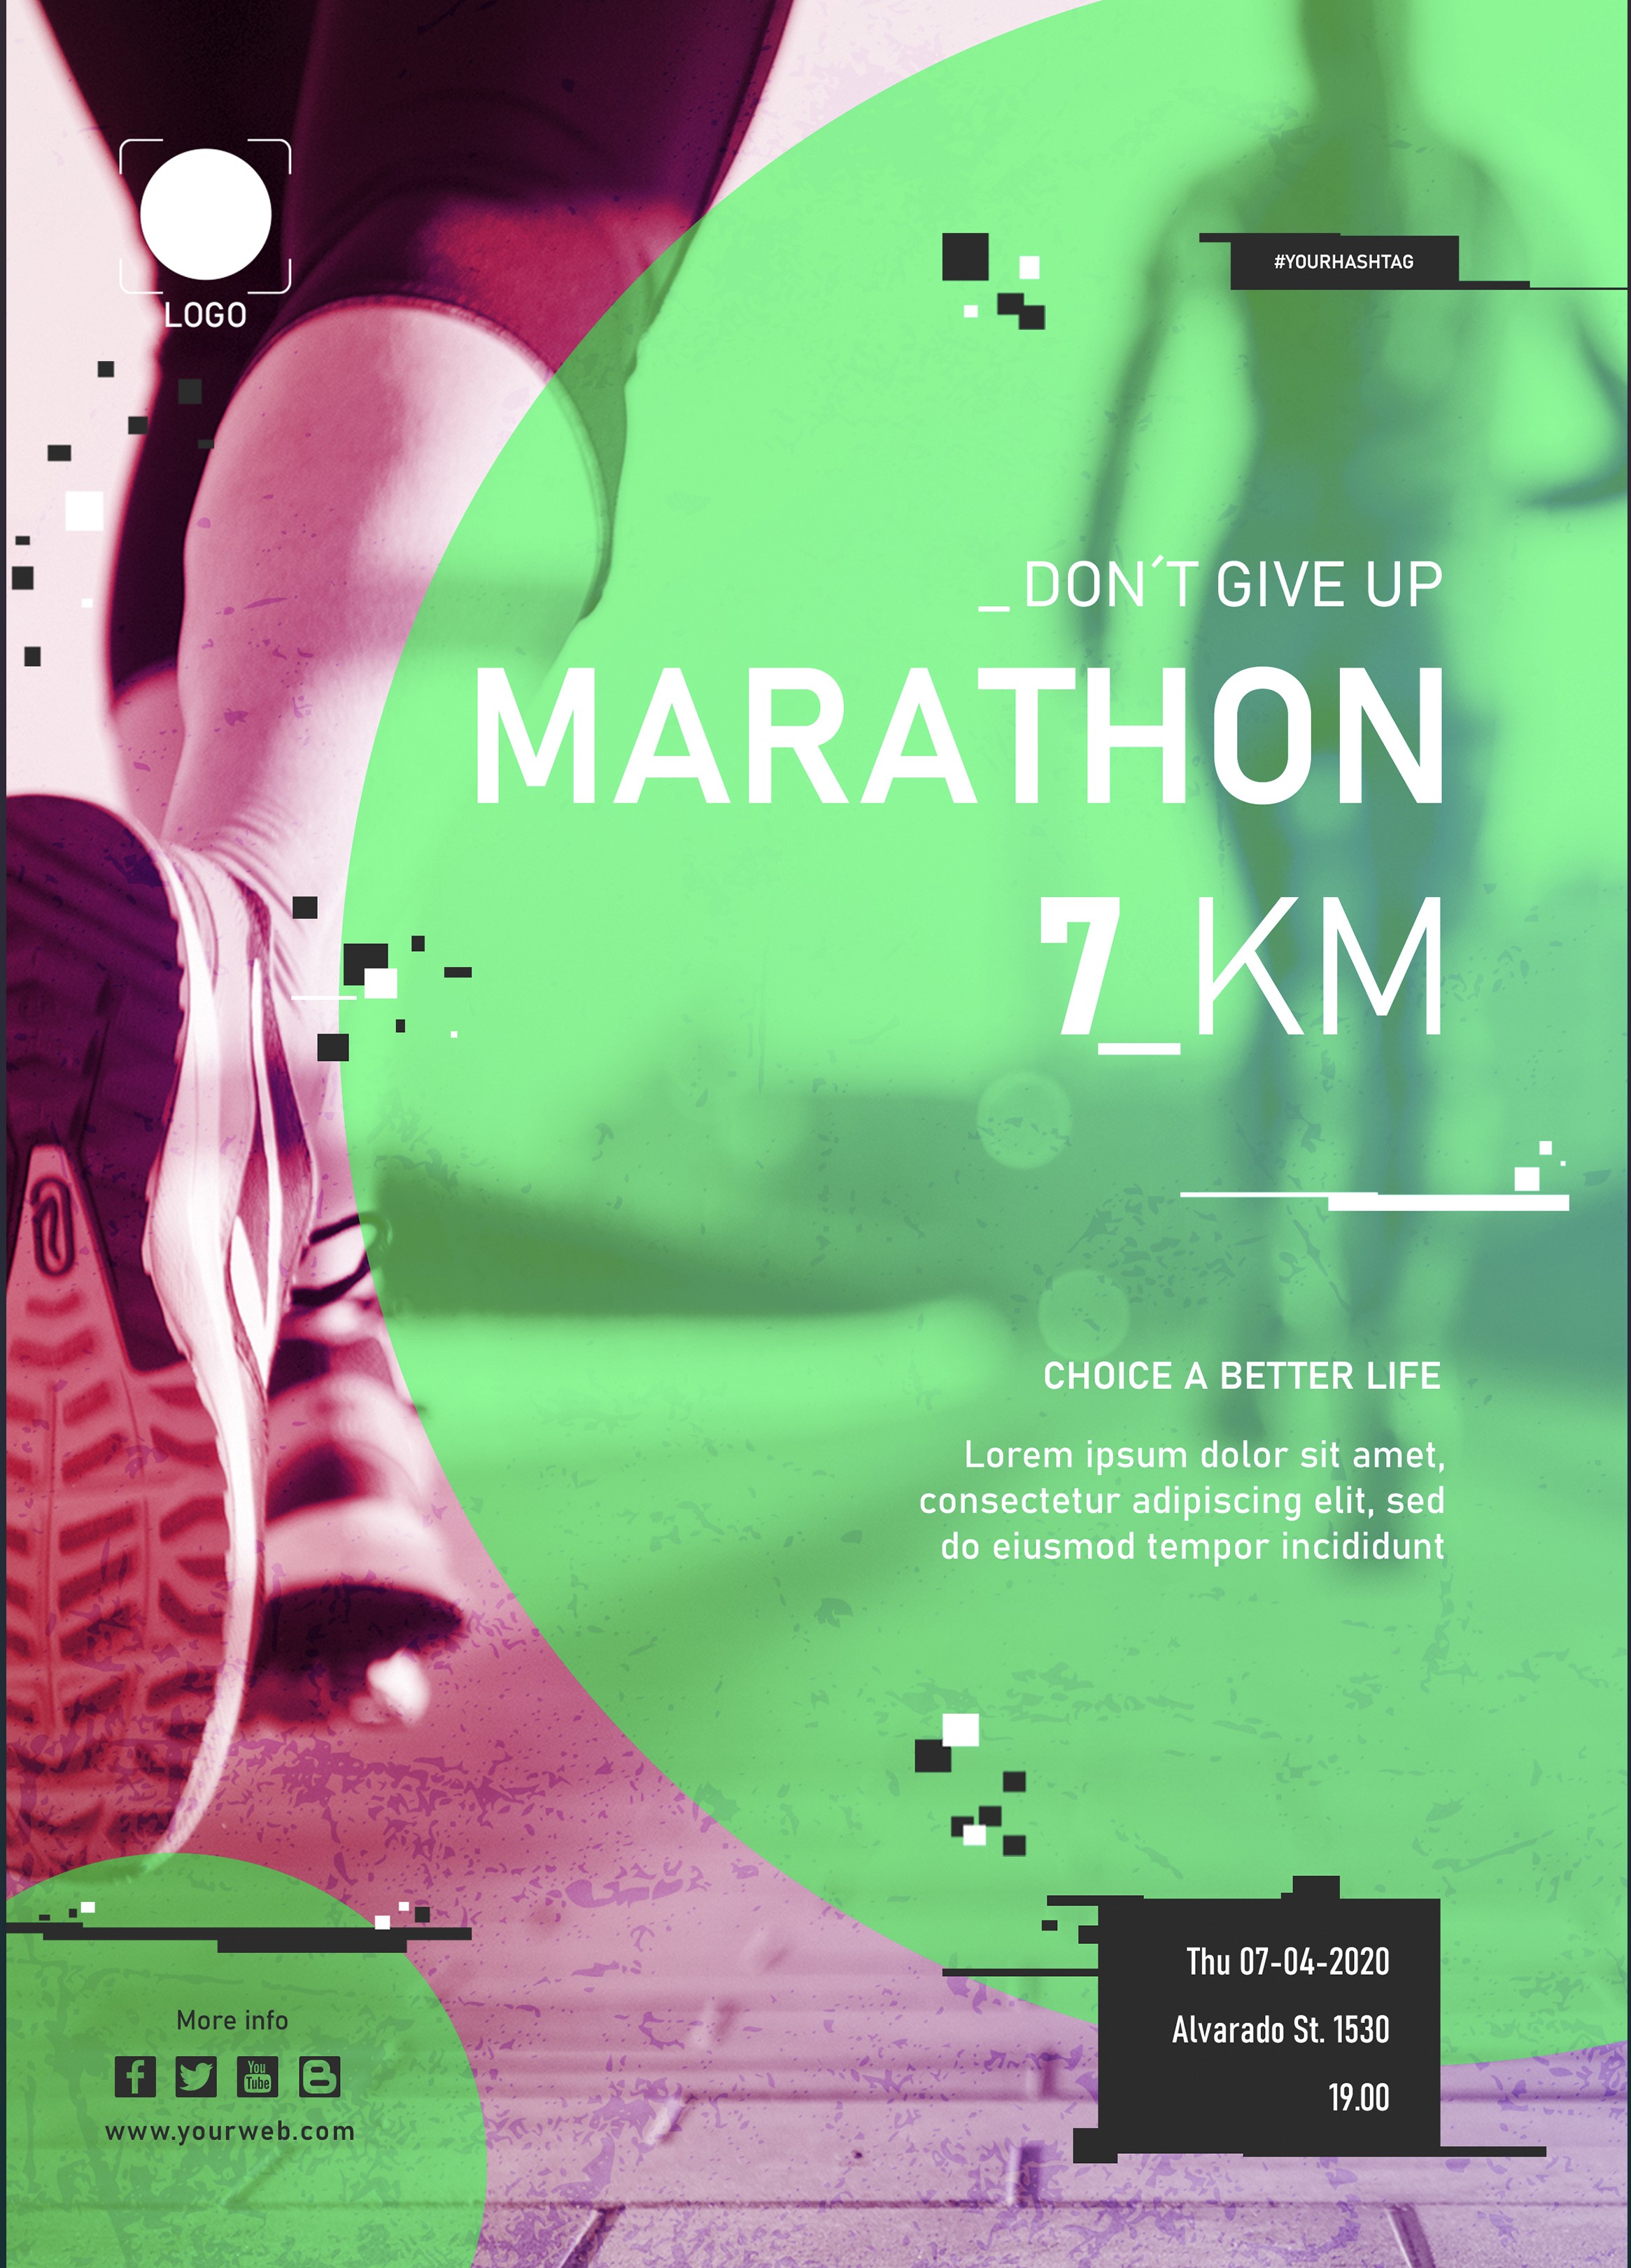 LOGO
#YOURHASHTAG
_DON´T GIVE UP
MARATHON
7_KM
CHOICE A BETTER LIFE
Lorem ipsum dolor sit amet,
consectetur adipiscing elit, sed
do eiusmod tempor incididunt
Thu 07-04-2020
Alvarado St. 1530
19.00
More info
You
Tube
www.yourweb.com